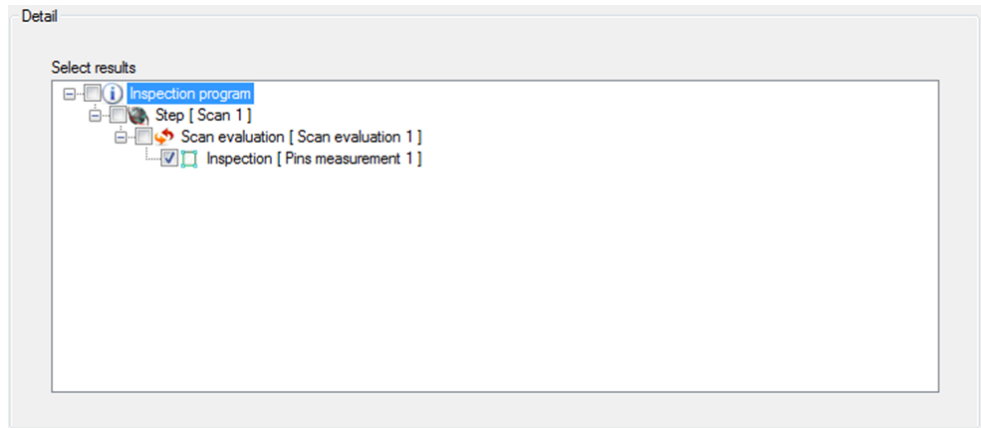 Detail
Select results
Inspection program
Step [ Scan 1 ]
Scan evaluation [ Scan evaluation 1 ]
Inspection [ Pins measurement 1 ]